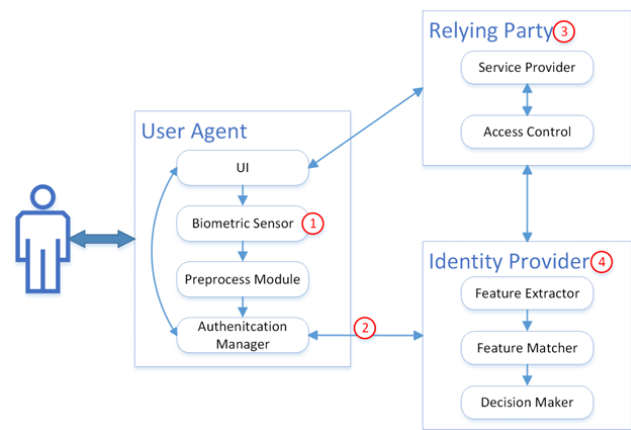 Relying Party 3
Service Provider
Access Control
User Agent
UI
Biometric Sensor 1
Preprocess Module
Authenitcation
Manager
2
Identity Provider 4
Feature Extractor
Feature Matcher
Decision Maker